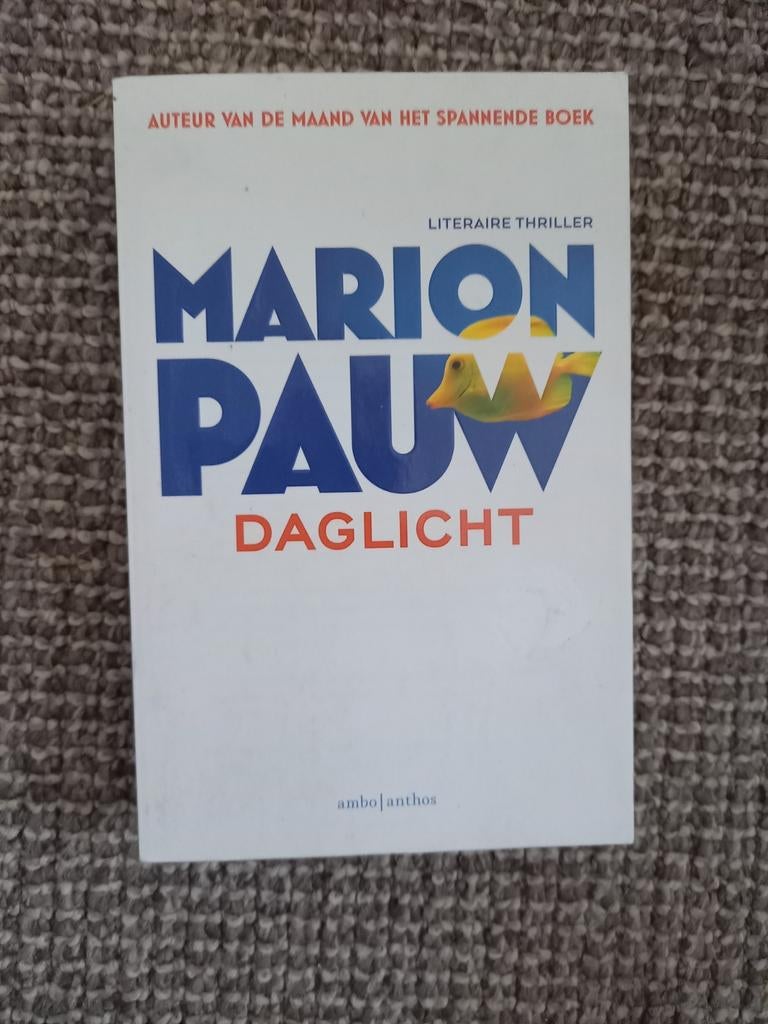 AUTEUR VAN DE MAAND VAN HET SPANNENDE BOEK
LITERAIRE THRILLER
MARION
PAUW
DAGLICHT
ambo|anthos